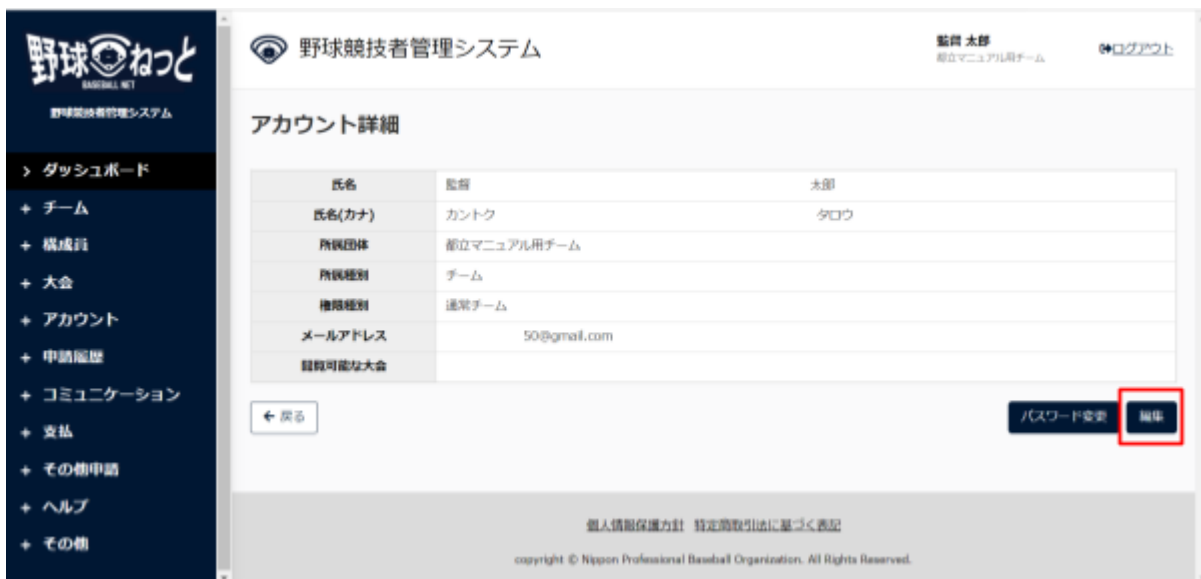 野球ねっと
BASEBALL NET
野球競技者管理システム
> ダッシュボード
+ チーム
+ 構成員
+ 大会
+ アカウント
+ 申請履歴
+ コミュニケーション
+ 支払
+ その他申請
+ ヘルプ
+ その他
野球競技者管理システム
監督 太郎
都立マニュアル用チーム
ログアウト
アカウント詳細
氏名 監督 太郎
氏名(カナ) カントク タロウ
所属団体 都立マニュアル用チーム
所属種別 チーム
権限種別 通常チーム
メールアドレス 50@gmail.com
閲覧可能な大会
← 戻る
パスワード変更
編集
個人情報保護方針 特定商取引法に基づく表記
copyright © Nippon Professional Baseball Organization. All Rights Reserved.